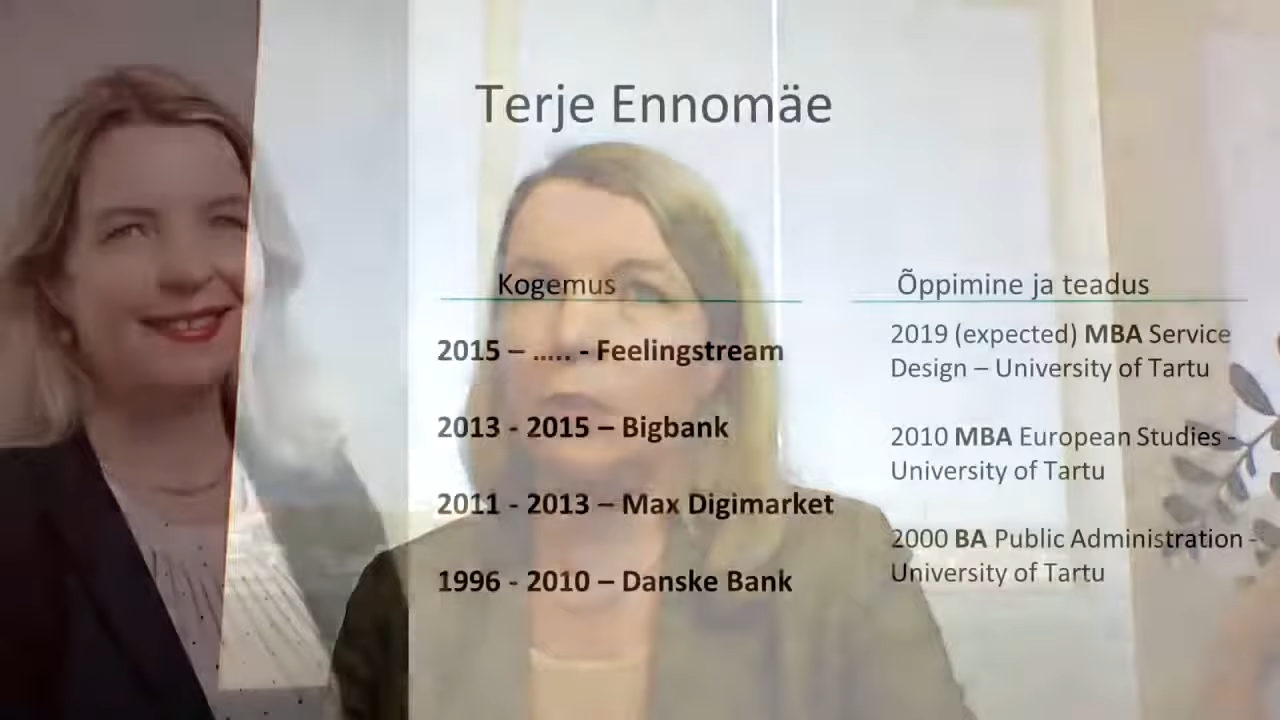 Terje Ennomäe
Kogemus
2015 – ..... - Feelingstream
2013 - 2015 – Bigbank
2011 - 2013 – Max Digimarket
1996 - 2010 – Danske Bank
Õppimine ja teadus
2019 (expected) MBA Service
Design – University of Tartu
2010 MBA European Studies -
University of Tartu
2000 BA Public Administration -
University of Tartu